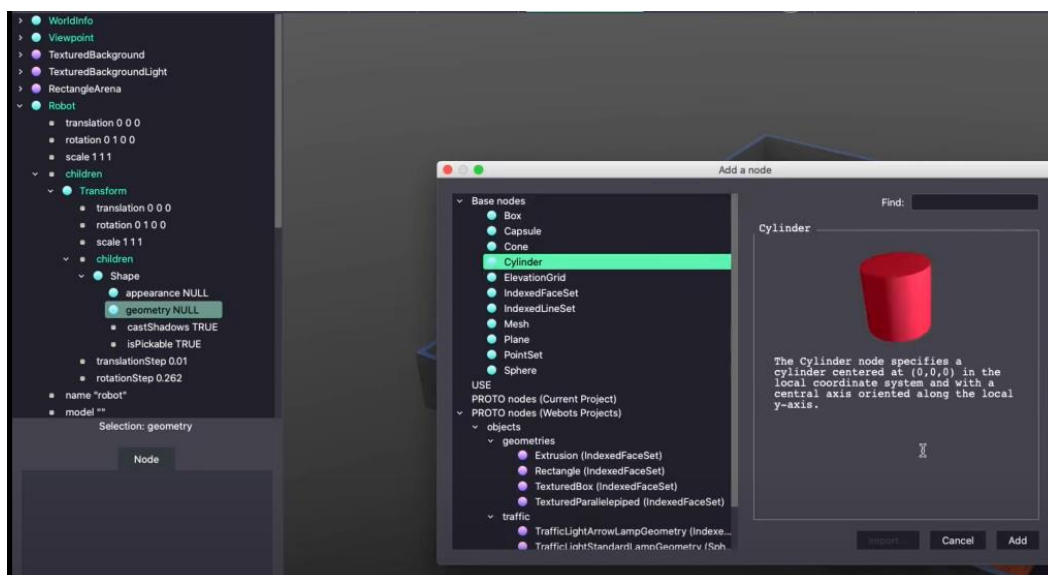 WorldInfo
Viewpoint
TexturedBackground
TexturedBackgroundLight
RectangleArena
Robot
translation 0 0 0
rotation 0 1 0 0
scale 1 1 1
children
Transform
translation 0 0 0
rotation 0 1 0 0
scale 1 1 1
children
Shape
appearance NULL
geometry NULL
castShadows TRUE
isPickable TRUE
translationStep 0.01
rotationStep 0.262
name "robot"
model ""
Selection: geometry
Node
Add a node
Base nodes
Box
Capsule
Cone
Cylinder
ElevationGrid
IndexedFaceSet
IndexedLineSet
Mesh
Plane
PointSet
Sphere
USE
PROTO nodes (Current Project)
PROTO nodes (Webots Projects)
objects
geometries
Extrusion (IndexedFaceSet)
Rectangle (IndexedFaceSet)
TexturedBox (IndexedFaceSet)
TexturedParallelepiped (IndexedFaceSet)
traffic
TrafficLightArrowLampGeometry (Indexe...
TrafficLightStandardLampGeometry (Sph
Find:
Cylinder
The Cylinder node specifies a
cylinder centered at (0,0,0) in the
local coordinate system and with a
central axis oriented along the local
y-axis.
Import...
Cancel
Add